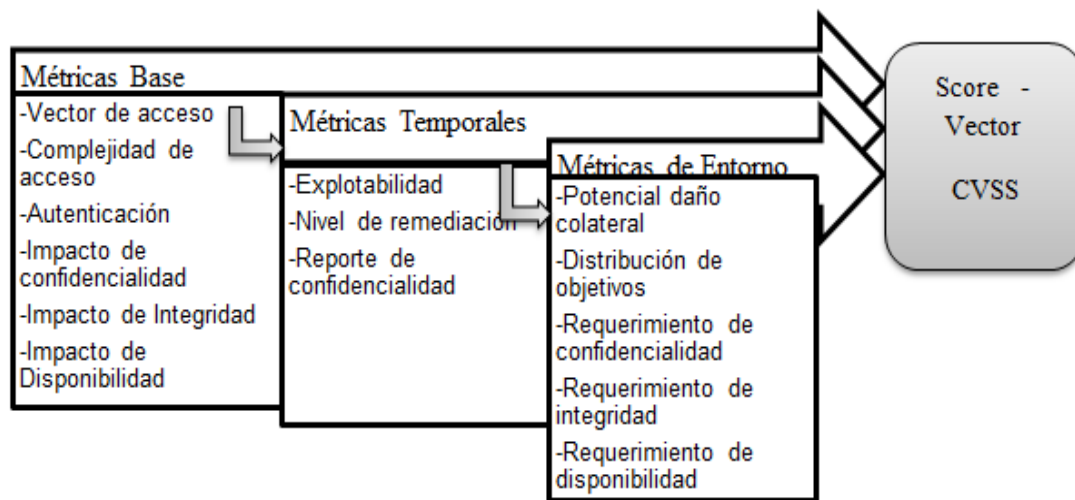 Métricas Base
-Vector de acceso
-Complejidad de
acceso
-Autenticación
-Impacto de
confidencialidad
-Impacto de Integridad
-Impacto de
Disponibilidad
Métricas Temporales
-Explotabilidad
-Nivel de remediación
-Reporte de
confidencialidad
Métricas de Entorno
-Potencial daño
colateral
-Distribución de
objetivos
-Requerimiento de
confidencialidad
-Requerimiento de
integridad
-Requerimiento de
disponibilidad
Score -
Vector
CVSS